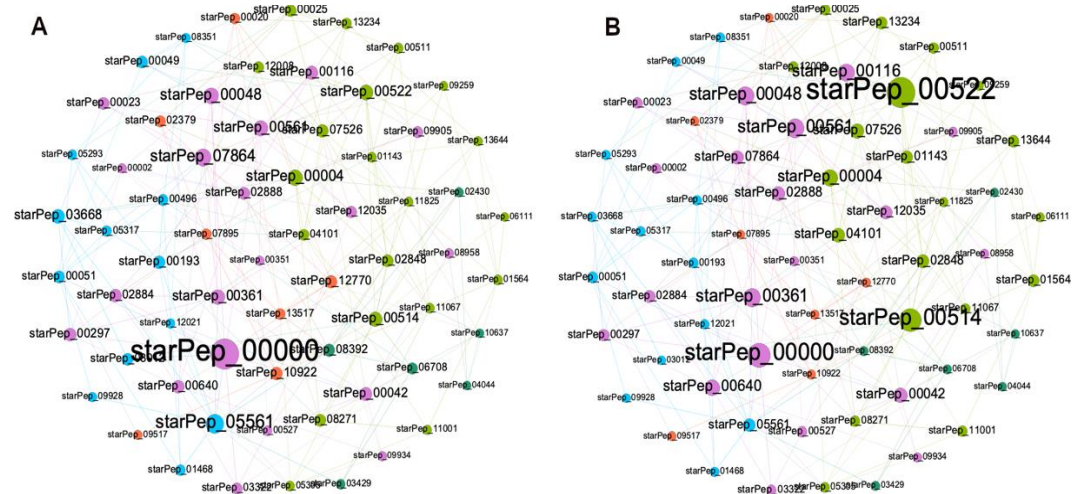 A
starPep_00020
starPep_00025
starPep_13234
starPep_08351
starPep_00511
starPep_00049
starPep_12008
starPep_00116
starPep_09259
starPep_00522
starPep_00048
starPep_00023
starPep_02379
starPep_00561
starPep_07526
starPep_09905
starPep_13644
starPep_05293
starPep_07864
starPep_01143
starPep_00002
starPep_00004
starPep_02888
starPep_02430
starPep_00496
starPep_11825
starPep_12035
starPep_03668
starPep_06111
starPep_05317
starPep_07895
starPep_04101
starPep_08958
starPep_00193
starPep_00351
starPep_02848
starPep_00051
starPep_12770
starPep_01564
starPep_02884
starPep_00361
starPep_11067
starPep_13517
starPep_00514
starPep_12021
starPep_00297
starPep_10637
starPep_00000
starPep_08392
starPep_06708
starPep_10922
starPep_00640
starPep_04044
starPep_00042
starPep_09928
starPep_05561
starPep_08271
starPep_00527
starPep_11001
starPep_09517
starPep_09934
starPep_01468
starPep_03322
starPep_03429
B
starPep_00020
starPep_00025
starPep_13234
starPep_08351
starPep_00511
starPep_00049
starPep_00116
starPep_09259
starPep_00522
starPep_00048
starPep_00023
starPep_02379
starPep_00561
starPep_07526
starPep_09905
starPep_13644
starPep_05293
starPep_07864
starPep_01143
starPep_00002
starPep_00004
starPep_02888
starPep_02430
starPep_00496
starPep_11825
starPep_12035
starPep_03668
starPep_06111
starPep_05317
starPep_07895
starPep_04101
starPep_08958
starPep_00193
starPep_00351
starPep_02848
starPep_00051
starPep_12770
starPep_01564
starPep_02884
starPep_00361
starPep_11067
starPep_00514
starPep_12021
starPep_00297
starPep_10637
starPep_00000
starPep_08392
starPep_06708
starPep_10922
starPep_00640
starPep_04044
starPep_00042
starPep_09928
starPep_05561
starPep_08271
starPep_00527
starPep_11001
starPep_09517
starPep_09934
starPep_01468
starPep_03322
starPep_03429